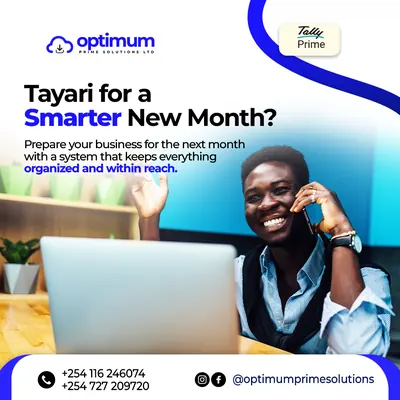 optimum
PRIME SOLUTIONS LTD
Tally
Prime
Tayari for a
Smarter New Month?
Prepare your business for the next month
with a system that keeps everything
organized and within reach.
+254 116 246074
+254 727 209720
@optimumprimesolutions